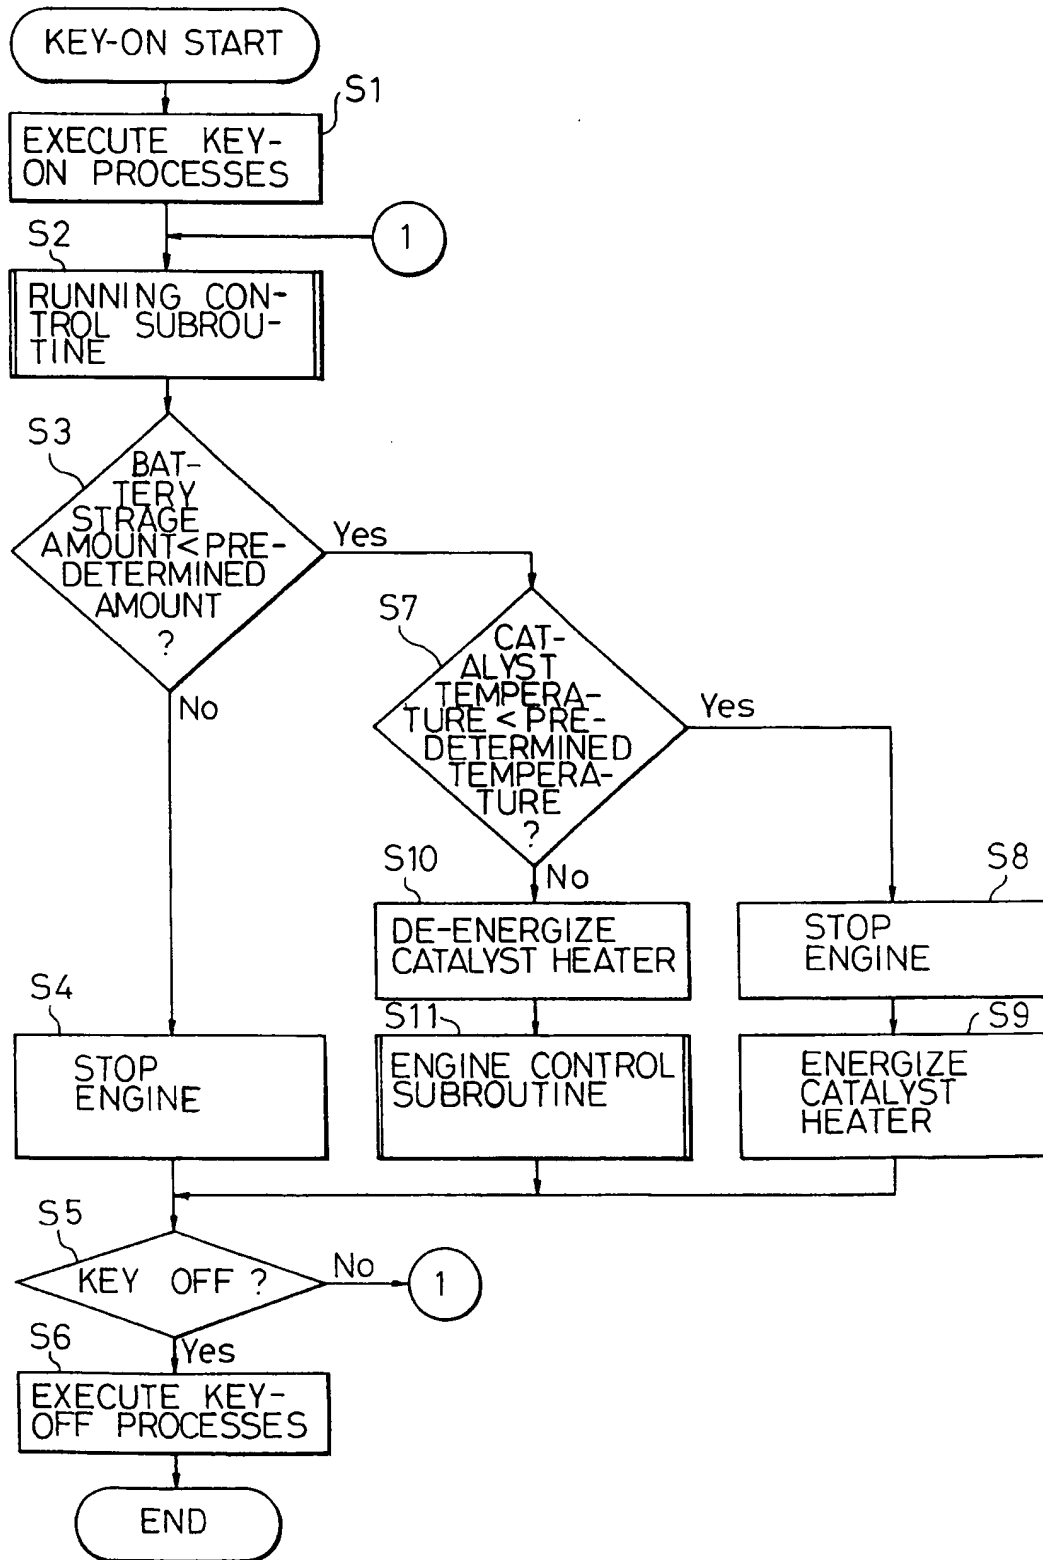 KEY-ON START
S1
EXECUTE KEY-
ON PROCESSES
1
S2
RUNNING CON-
TROL SUBROU-
TINE
S3
BAT-
TERY
STRAGE
AMOUNT<PRE-
DETERMINED
AMOUNT
?
Yes
No
S7
CAT-
ALYST
TEMPERA-
TURE < PRE-
DETERMINED
TEMPERA-
TURE
?
Yes
No
S10
DE-ENERGIZE
CATALYST HEATER
S8
STOP
ENGINE
S4
STOP
ENGINE
S11
ENGINE CONTROL
SUBROUTINE
S9
ENERGIZE
CATALYST
HEATER
S5
KEY OFF ?
No
1
Yes
S6
EXECUTE KEY-
OFF PROCESSES
END